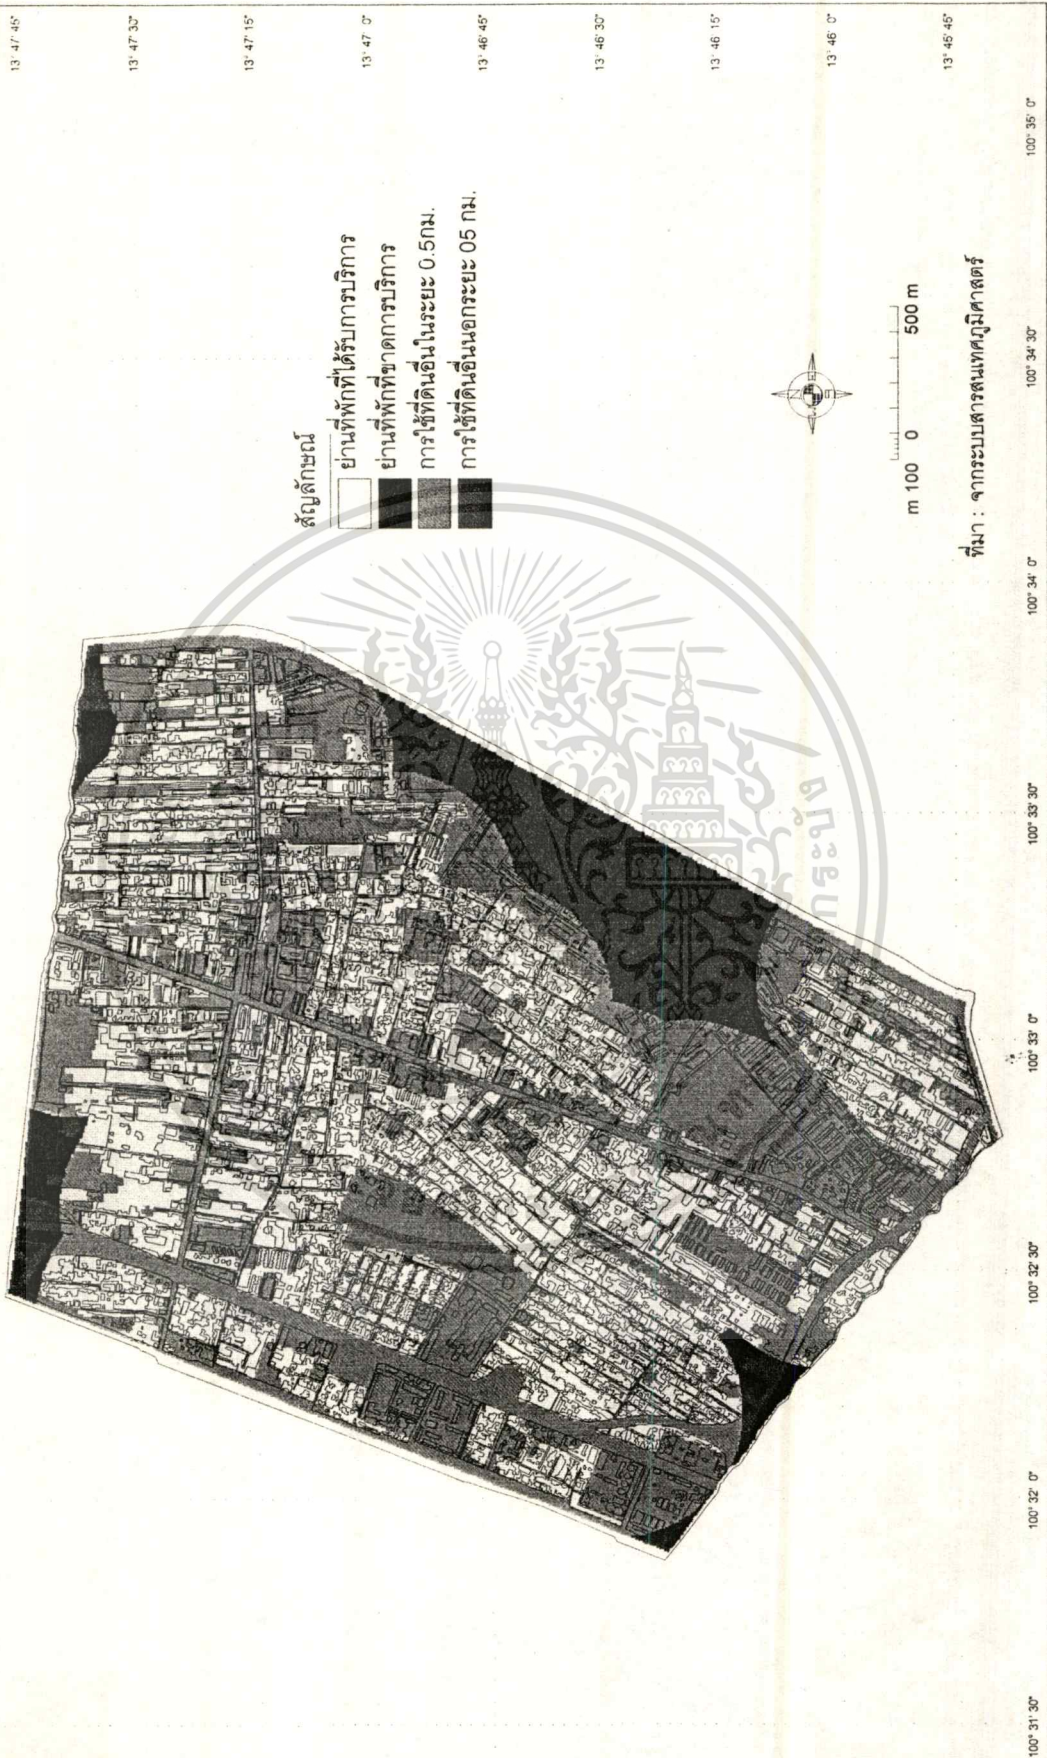 สัญลักษณ์
ย่านที่พักที่ได้รับการบริการ
ย่านที่พักที่ขาดการบริการ
การใช้ที่ดินอื่นในระยะ 0.5กม.
การใช้ที่ดินอื่นนอกระยะ 05 กม.
m 100 0 500 m
ที่มา : จากระบบสารสนเทศภูมิศาสตร์
13° 47' 45"
13° 47' 30"
13° 47' 15"
13° 47' 0"
13° 46' 45"
13° 46' 30"
13° 46' 15"
13° 46' 0"
13° 45' 45"
100° 31' 30"
100° 32' 0"
100° 32' 30"
100° 33' 0"
100° 33' 30"
100° 34' 0"
100° 34' 30"
100° 35' 0"